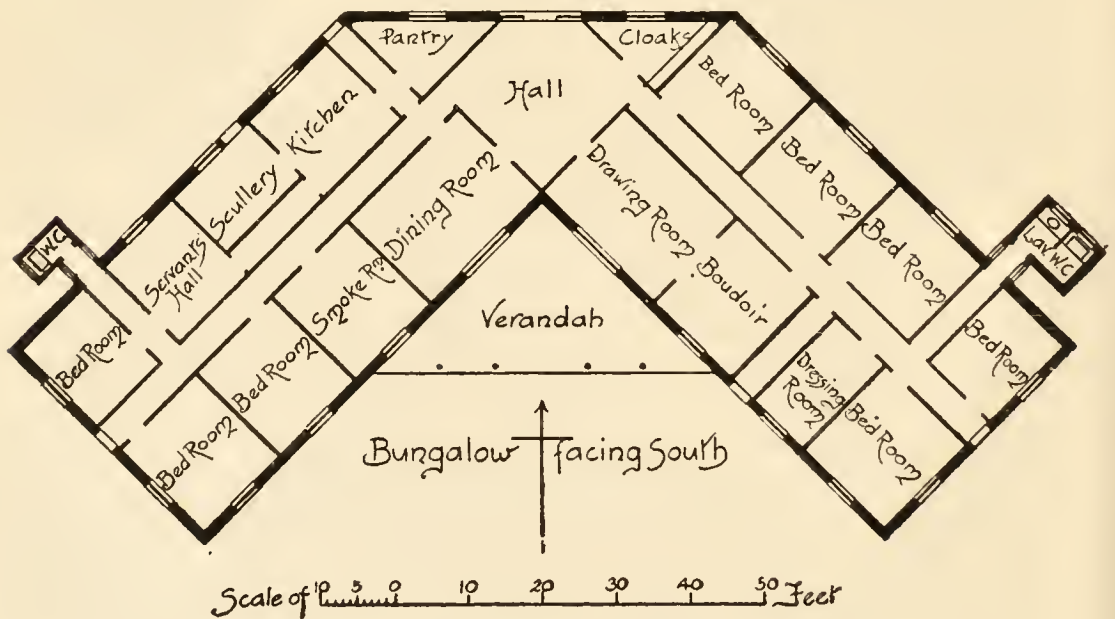 Pantry
Cloaks
Hall
Kitchen
Bed Room
Scullery
Dining Room
Drawing Room
Bed Room
W.C
Servants
Hall
Smoke Rm
Boudoir
Bed Room
Lav.
W.C
Verandah
Bed Room
Bed Room
Bed Room
Dressing
Room
Bed Room
Bed Room
Bungalow facing South
Scale of 10 5 0 10 20 30 40 50 Feet